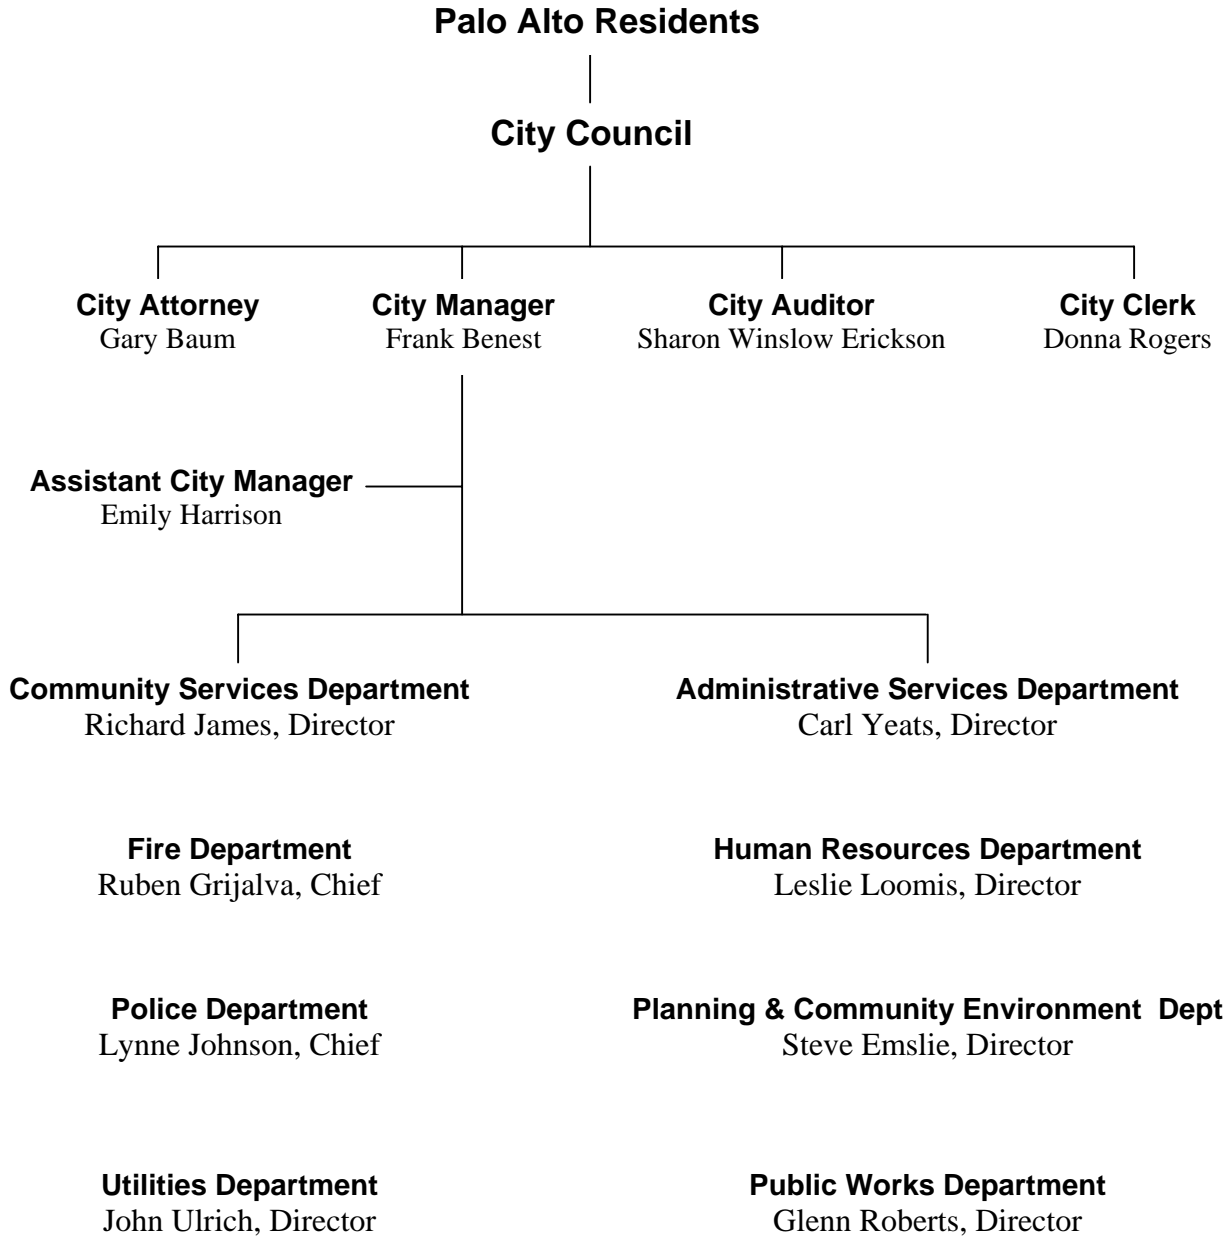 Palo Alto Residents
City Council
City Attorney
Gary Baum
City Manager
Frank Benest
City Auditor
Sharon Winslow Erickson
City Clerk
Donna Rogers
Assistant City Manager
Emily Harrison
Community Services Department
Richard James, Director
Administrative Services Department
Carl Yeats, Director
Fire Department
Ruben Grijalva, Chief
Human Resources Department
Leslie Loomis, Director
Police Department
Lynne Johnson, Chief
Planning & Community Environment  Dept
Steve Emslie, Director
Utilities Department
John Ulrich, Director
Public Works Department
Glenn Roberts, Director